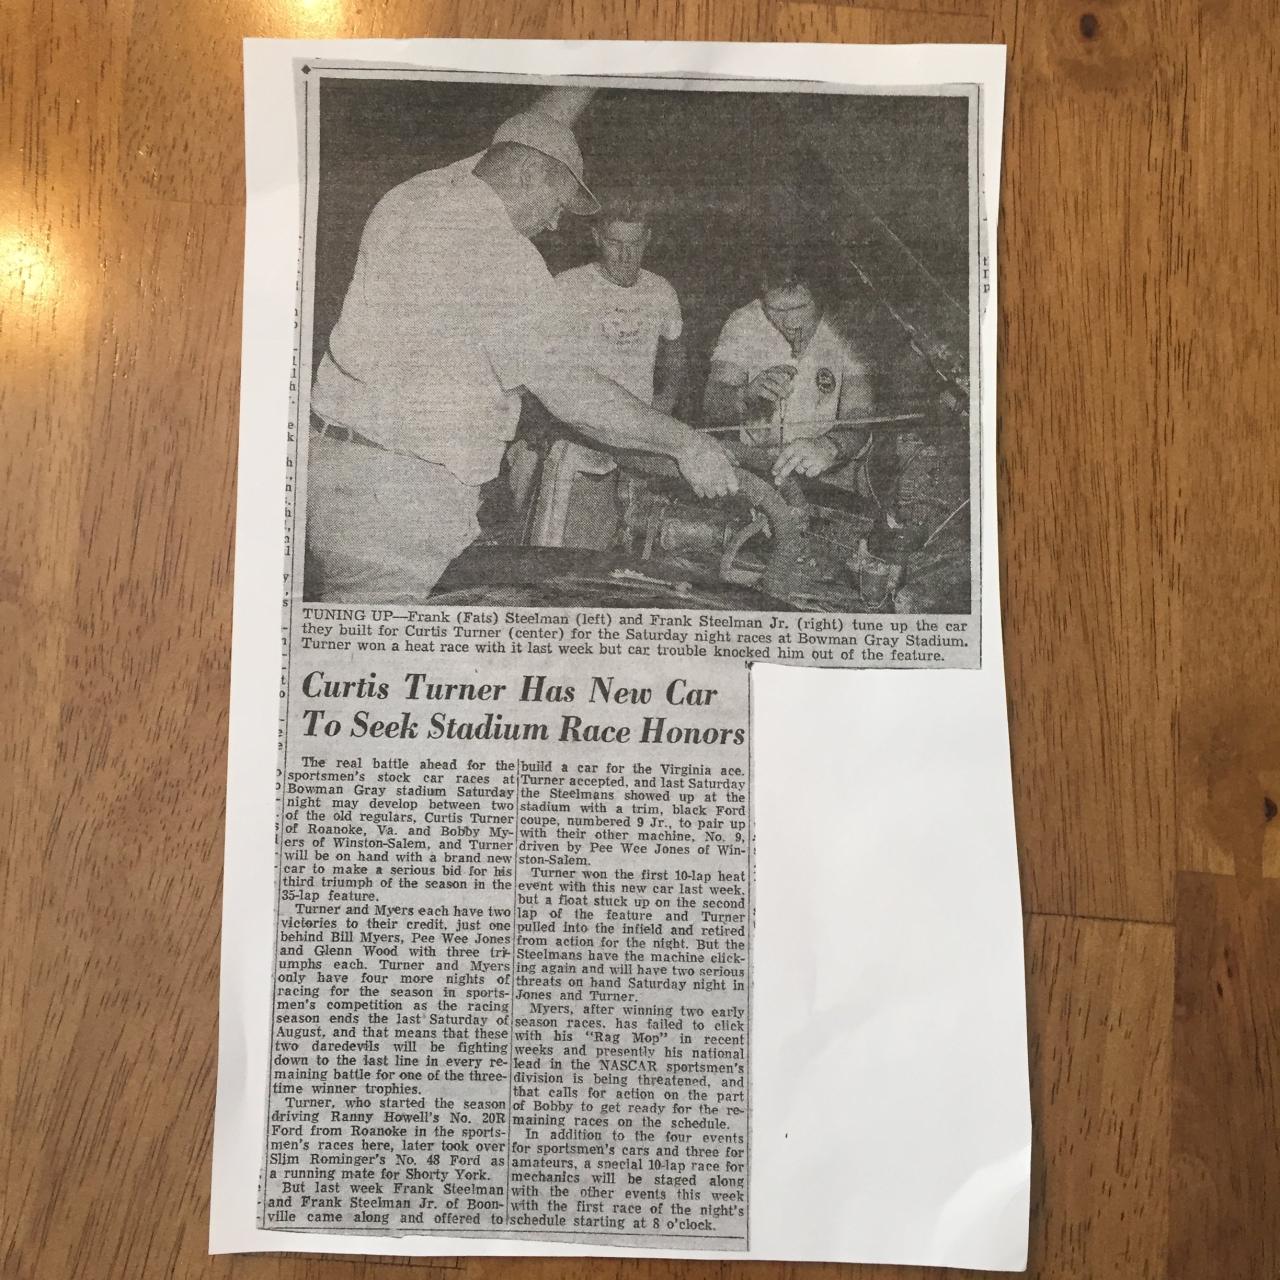 TUNING UP—Frank (Fats) Steelman (left) and Frank Steelman Jr. (right) tune up the car
they built for Curtis Turner (center) for the Saturday night races at Bowman Gray Stadium.
Turner won a heat race with it last week but car trouble knocked him out of the feature.
Curtis Turner Has New Car
To Seek Stadium Race Honors
The real battle ahead for the
sportsmen's stock car races at
Bowman Gray stadium Saturday
night may develop between two
of the old regulars, Curtis Turner
of Roanoke, Va. and Bobby My-
ers of Winston-Salem, and Turner
will be on hand with a brand new
car to make a serious bid for his
third triumph of the season in the
35-lap feature.
Turner and Myers each have two
victories to their credit, just one
behind Bill Myers, Pee Wee Jones
and Glenn Wood with three tri-
umphs each. Turner and Myers
only have four more nights of
racing for the season in sports-
men's competition as the racing
season ends the last Saturday of
August, and that means that these
two daredevils will be fighting
down to the last line in every re-
maining battle for one of the three-
time winner trophies.
Turner, who started the season
driving Ranny Howell's No. 20R
Ford from Roanoke in the sports-
men's races here, later took over
Slim Rominger's No. 48 Ford as
a running mate for Shorty York.
But last week Frank Steelman
and Frank Steelman Jr. of Boon-
ville came along and offered to
build a car for the Virginia ace.
Turner accepted, and last Saturday
the Steelmans showed up at the
stadium with a trim, black Ford
coupe, numbered 9 Jr., to pair up
with their other machine, No. 9,
driven by Pee Wee Jones of Win-
ston-Salem.
Turner won the first 10-lap heat
event with this new car last week,
but a float stuck up on the second
lap of the feature and Turner
pulled into the infield and retired
from action for the night. But the
Steelmans have the machine click-
ing again and will have two serious
threats on hand Saturday night in
Jones and Turner.
Myers, after winning two early
season races, has failed to click
with his "Rag Mop" in recent
weeks and presently his national
lead in the NASCAR sportsmen's
division is being threatened, and
that calls for action on the part
of Bobby to get ready for the re-
maining races on the schedule.
In addition to the four events
for sportsmen's cars and three for
amateurs, a special 10-lap race for
mechanics will be staged along
with the other events this week
with the first race of the night's
schedule starting at 8 o'clock.